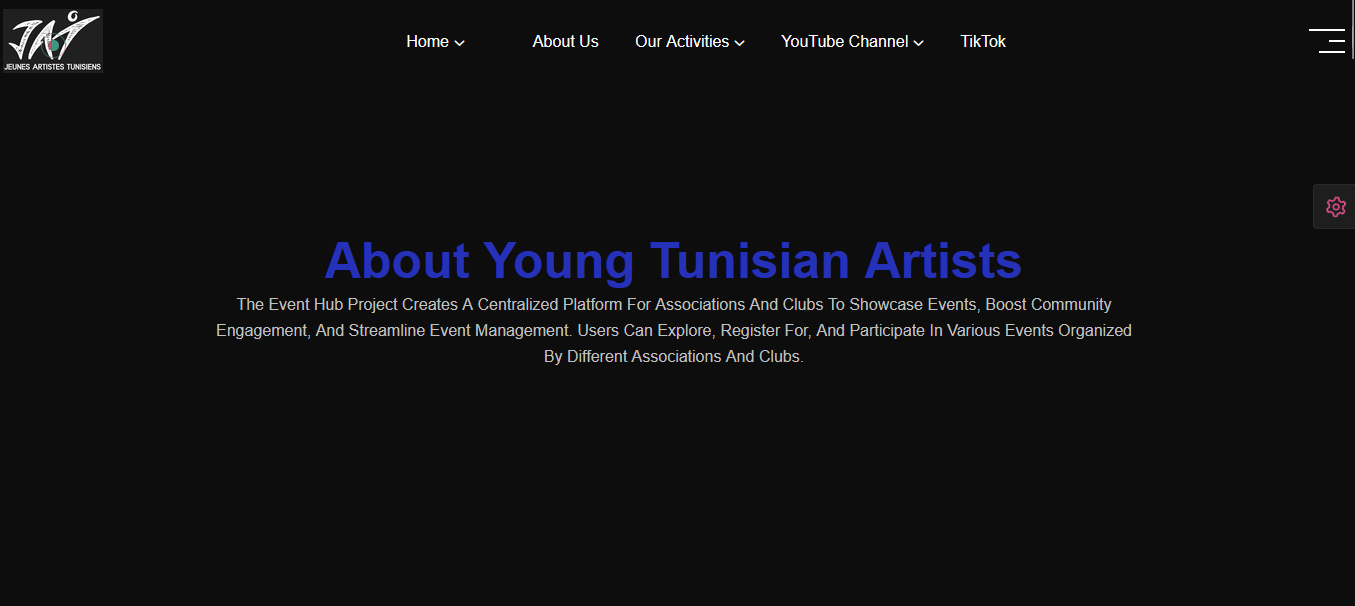 JEUNES ARTISTES TUNISIENS
Home
About Us
Our Activities
YouTube Channel
TikTok
About Young Tunisian Artists
The Event Hub Project Creates A Centralized Platform For Associations And Clubs To Showcase Events, Boost Community
Engagement, And Streamline Event Management. Users Can Explore, Register For, And Participate In Various Events Organized
By Different Associations And Clubs.